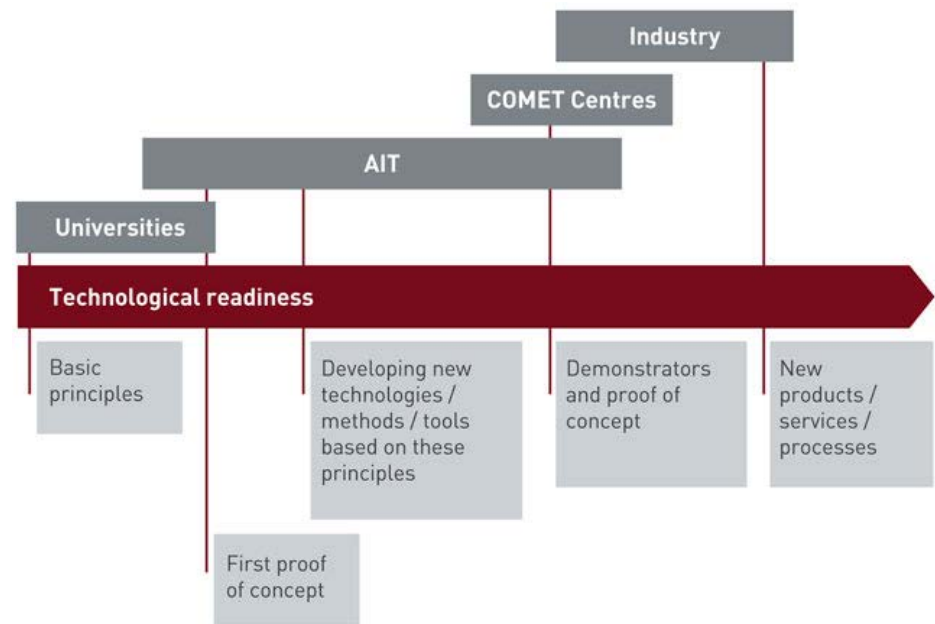 Industry
COMET Centres
AIT
Universities
Technological readiness
Basic
principles
Developing new
technologies /
methods / tools
based on these
principles
Demonstrators
and proof of
concept
New
products /
services /
processes
First proof
of concept